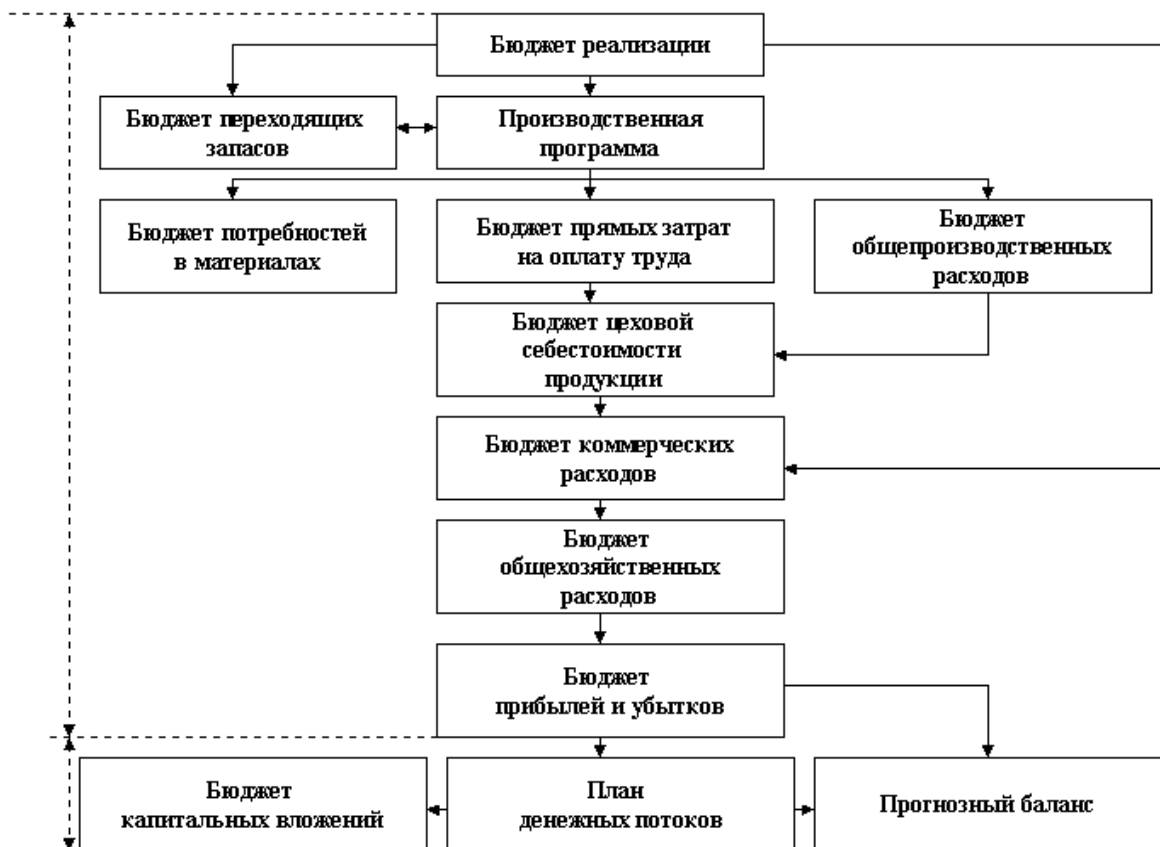 Бюджет реализации
Бюджет переходящих
запасов
Производственная
программа
Бюджет потребностей
в материалах
Бюджет прямых затрат
на оплату труда
Бюджет
общепроизводственных
расходов
Бюджет цеховой
себестоимости
продукции
Бюджет коммерческих
расходов
Бюджет
общехозяйственных
расходов
Бюджет
прибылей и убытков
Бюджет
капитальных вложений
План
денежных потоков
Прогнозный баланс